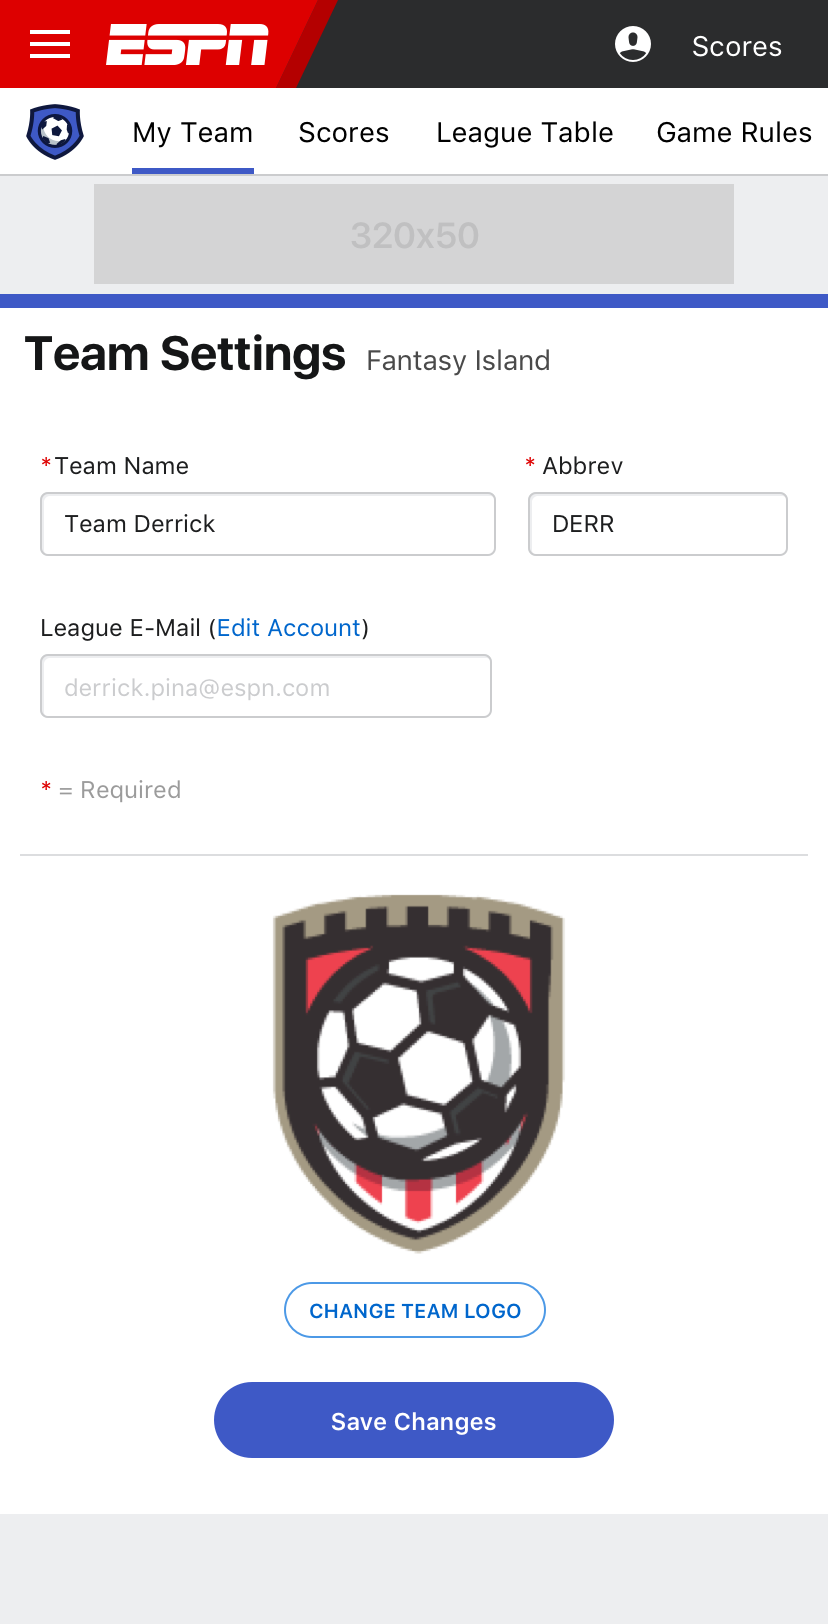 ESPN Scores
My Team Scores League Table Game Rules
320x50
Team Settings Fantasy Island
*Team Name * Abbrev
Team Derrick DERR
League E-Mail (Edit Account)
derrick.pina@espn.com
* = Required
CHANGE TEAM LOGO
Save Changes